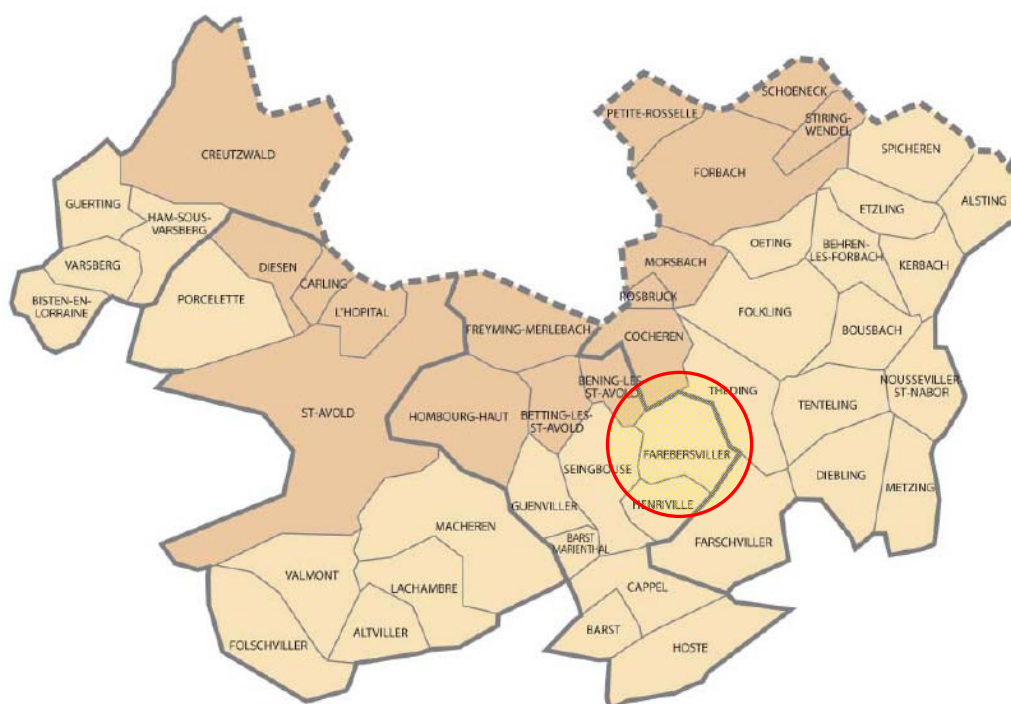 SCHOENECK
PETITE-ROSSELLE
STIRING-
WENDEL
SPICHEREN
CREUTZWALD
FORBACH
GUERTING
HAM-SOUS-
VARSBERG
ETZLING
ALSTING
OETING
BEHREN-
LES-FORBACH
KERBACH
VARSBERG
DIESEN
MORSBACH
CARLING
ROSBRUCK
BISTEN-EN-
LORRAINE
PORCELETTE
L'HOPITAL
FOLKLING
BOUSBACH
FREYMING-MERLEBACH
COCHEREN
BENING-LES-
ST-AVOLD
THEDING
NOUSSEVILLER-
ST-NABOR
ST-AVOLD
HOMBOURG-HAUT
BETTING-LES-
ST-AVOLD
TENTELING
FAREBERSVILLER
SEINGBOUSE
DIEBLING
METZING
GUENVILLER
HENRIVILLE
MACHEREN
BARST
MARIENTHAL
FARSCHVILLER
VALMONT
LACHAMBRE
CAPPEL
ALTVILLER
BARST
FOLSCHVILLER
HOSTE